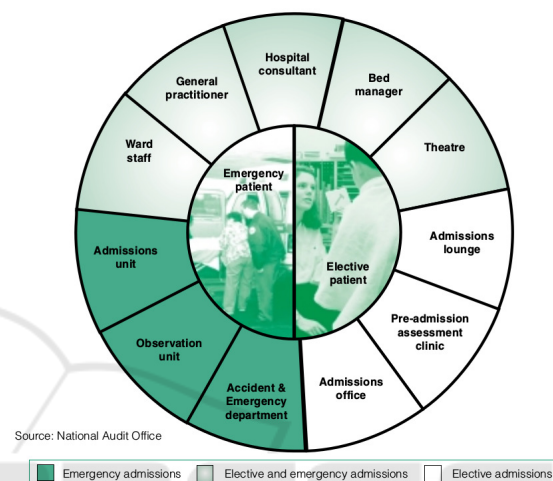 Hospital
consultant
Bed
manager
Theatre
Admissions
lounge
Pre-admission
assessment
clinic
Admissions
office
Accident &
Emergency
department
Observation
unit
Admissions
unit
Ward
staff
General
practitioner
Emergency
patient
Elective
patient
Source: National Audit Office
Emergency admissions
Elective and emergency admissions
Elective admissions